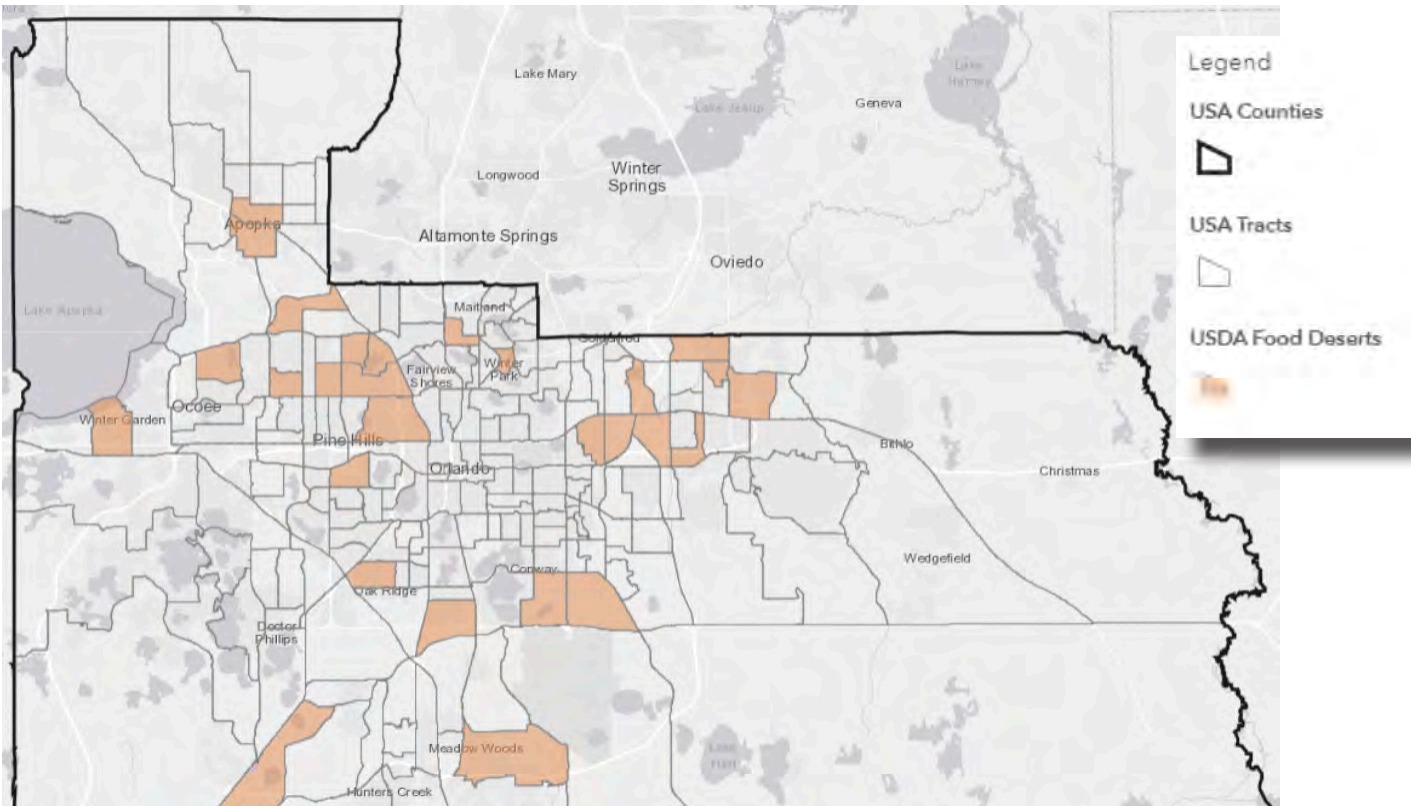 Lake Mary
Lake Jesup
Lake
Harney
Geneva
Longwood
Winter
Springs
Apopka
Altamonte Springs
Oviedo
Lake Apopka
Maitland
Goldenrod
Fairview
Shores
Winter
Park
Ocoee
Winter Garden
Pine Hills
Orlando
Bithlo
Christmas
Wedgefield
Conway
Oak Ridge
Doctor
Phillips
Meadow Woods
Lake
Hart
Hunters Creek
Legend
USA Counties
USA Tracts
USDA Food Deserts